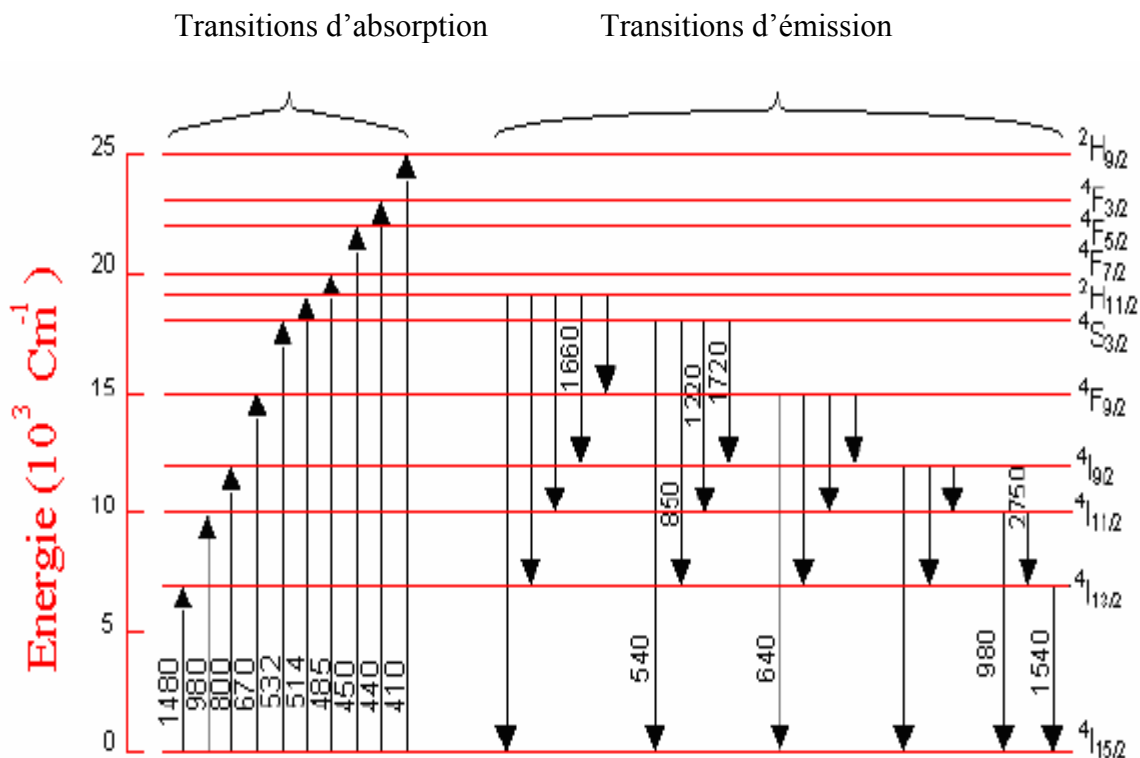 Transitions d’absorption Transitions d’émission
Energie (10³ Cm⁻¹)
25
20
15
10
5
0
1480
980
800
670
532
514
485
450
440
410
1660
540
850
1220
1720
640
980
2750
1540
²H₉/₂
⁴F₃/₂
⁴F₅/₂
⁴F₇/₂
²H₁₁/₂
⁴S₃/₂
⁴F₉/₂
⁴I₉/₂
⁴I₁₁/₂
⁴I₁₃/₂
⁴I₁₅/₂